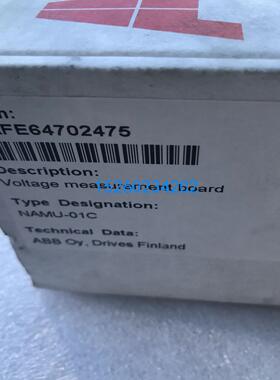 n:
FE64702475
Description:
Voltage measurement board
Type Designation:
NAMU-01C
Technical Data:
ABB Oy, Drives Finland